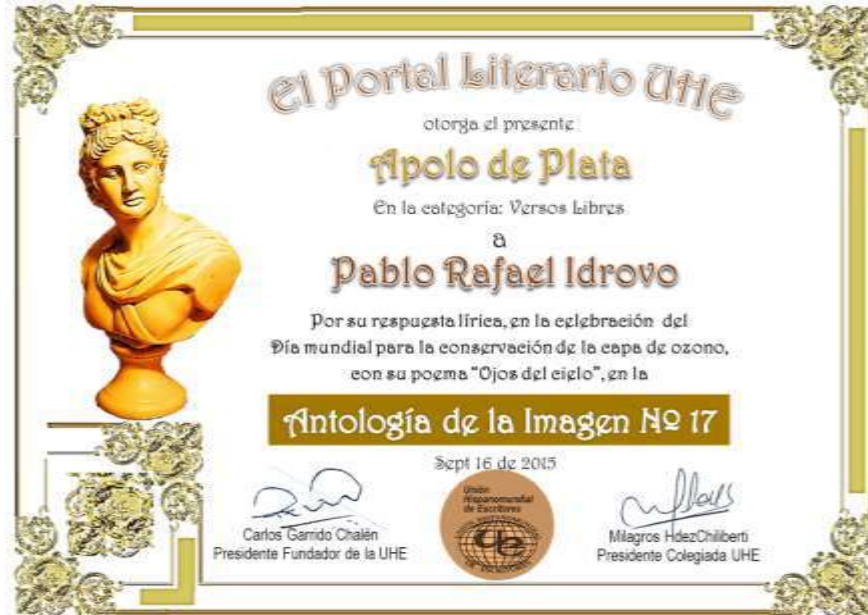 El Portal Literario UHE
otorga el presente
Apolo de Plata
En la categoría: Versos Libres
a
Pablo Rafael Idrovo
Por su respuesta lírica, en la celebración del
Día mundial para la conservación de la capa de ozono,
con su poema "Ojos del cielo", en la
Antología de la Imagen Nº 17
Sept 16 de 2015
Unión
Hispanomundial
de Escritores
Carlos Garrido Chalén
Presidente Fundador de la UHE
Milagros HdezChiliberti
Presidente Colegiada UHE